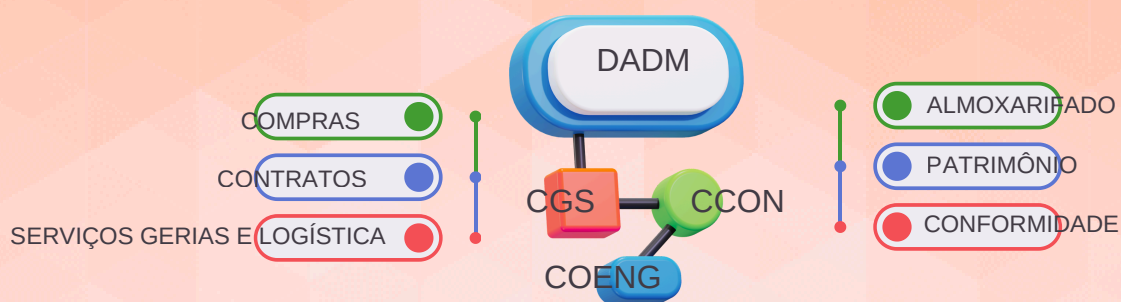 DADM
COMPRAS
CONTRATOS
SERVIÇOS GERIAS E LOGÍSTICA
CGS
CCON
COENG
ALMOXARIFADO
PATRIMÔNIO
CONFORMIDADE